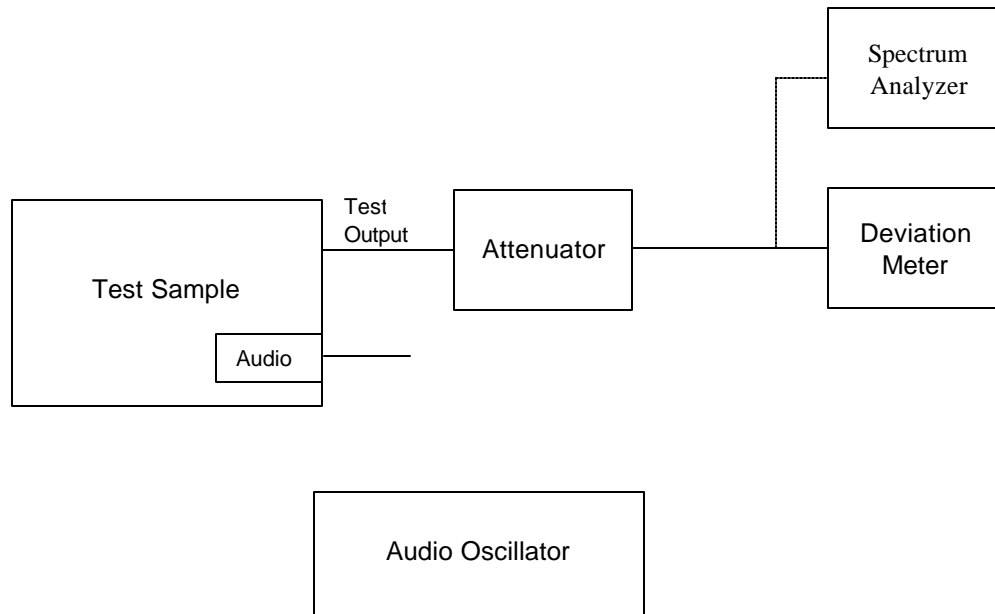 Spectrum
Analyzer
Test
Output
Attenuator
Deviation
Meter
Test Sample
Audio
Audio Oscillator